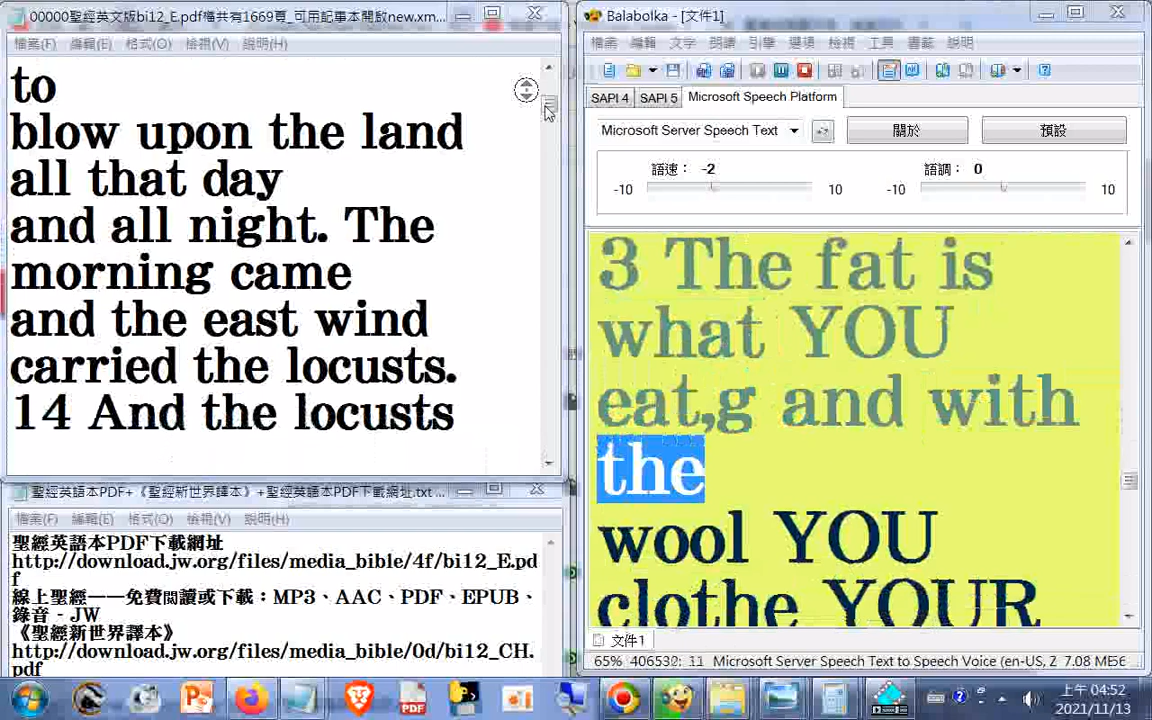 00000聖經英文版bi12_E.pdf檔共有1669頁_可用記事本開啟new.xm...
檔案(F) 編輯(E) 格式(O) 檢視(V) 說明(H)
to
blow upon the land
all that day
and all night. The
morning came
and the east wind
carried the locusts.
14 And the locusts
聖經英語本PDF+《聖經新世界譯本》+聖經英語本PDF下載網址.txt ...
檔案(F) 編輯(E) 格式(O) 檢視(V) 說明(H)
聖經英語本PDF下載網址
http://download.jw.org/files/media_bible/4f/bi12_E.pd
f
線上聖經——免費閱讀或下載：MP3、AAC、PDF、EPUB、
錄音 - JW
《聖經新世界譯本》
http://download.jw.org/files/media_bible/0d/bi12_CH.
pdf
Balabolka - [文件1]
檔案 編輯 文字 朗讀 引擎 選項 檢視 工具 書籤 說明
SAPI 4 SAPI 5 Microsoft Speech Platform
Microsoft Server Speech Text 關於 預設
語速： -2 語調： 0
-10 10 -10 10
3 The fat is
what YOU
eat,g and with
the
wool YOU
clothe YOUR
文件1
65% 406532: 11 Microsoft Server Speech Text to Speech Voice (en-US, Z 7.08 ME56
PDF
上午 04:52
2021/11/13